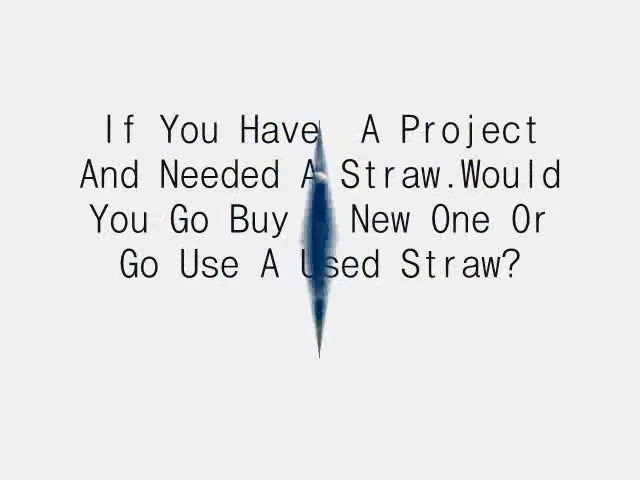 If You Have A Project
And Needed A Straw.Would
You Go Buy New One Or
Go Use A Used Straw?